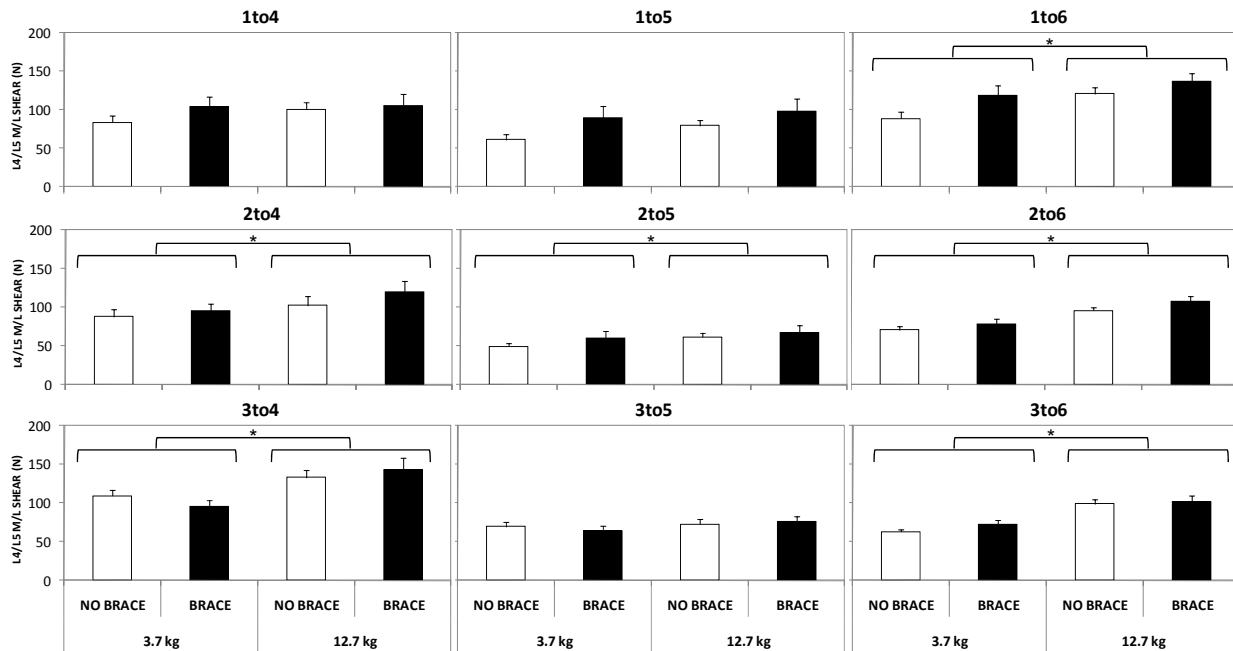 1to4 1to5 1to6
L4/L5 M/L SHEAR (N)
200
150
100
50
0
*
2to4 2to5 2to6
L4/L5 M/L SHEAR (N)
200
150
100
50
0
* * *
3to4 3to5 3to6
L4/L5 M/L SHEAR (N)
200
150
100
50
0
* *
NO BRACE BRACE NO BRACE BRACE NO BRACE BRACE NO BRACE BRACE NO BRACE BRACE NO BRACE BRACE
3.7 kg 12.7 kg 3.7 kg 12.7 kg 3.7 kg 12.7 kg